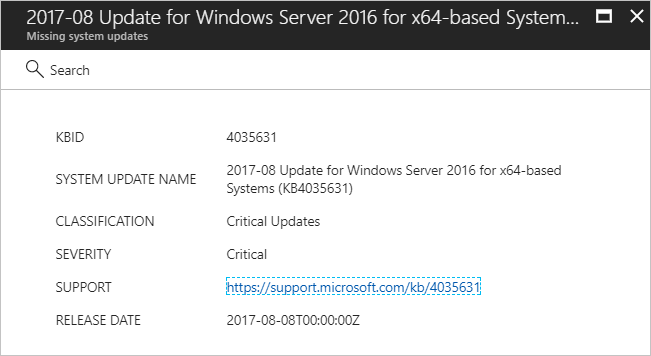 2017-08 Update for Windows Server 2016 for x64-based System...
Missing system updates
Search
KBID 4035631
SYSTEM UPDATE NAME 2017-08 Update for Windows Server 2016 for x64-based
Systems (KB4035631)
CLASSIFICATION Critical Updates
SEVERITY Critical
SUPPORT https://support.microsoft.com/kb/4035631
RELEASE DATE 2017-08-08T00:00:00Z